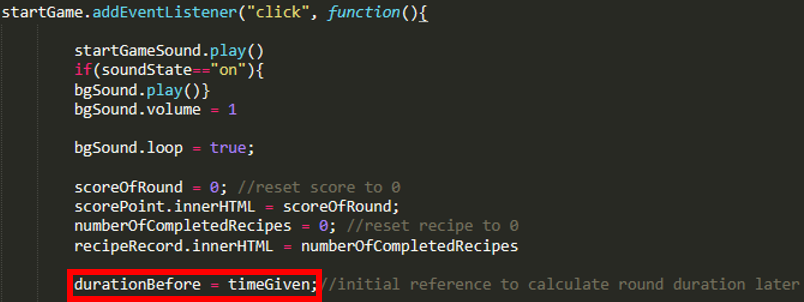 startGame.addEventListener("click", function(){
startGameSound.play()
if(soundState=="on"){
bgSound.play()}
bgSound.volume = 1
bgSound.loop = true;
scoreOfRound = 0; //reset score to 0
scorePoint.innerHTML = scoreOfRound;
numberOfCompletedRecipes = 0; //reset recipe to 0
recipeRecord.innerHTML = numberOfCompletedRecipes
durationBefore = timeGiven;//initial reference to calculate round duration later